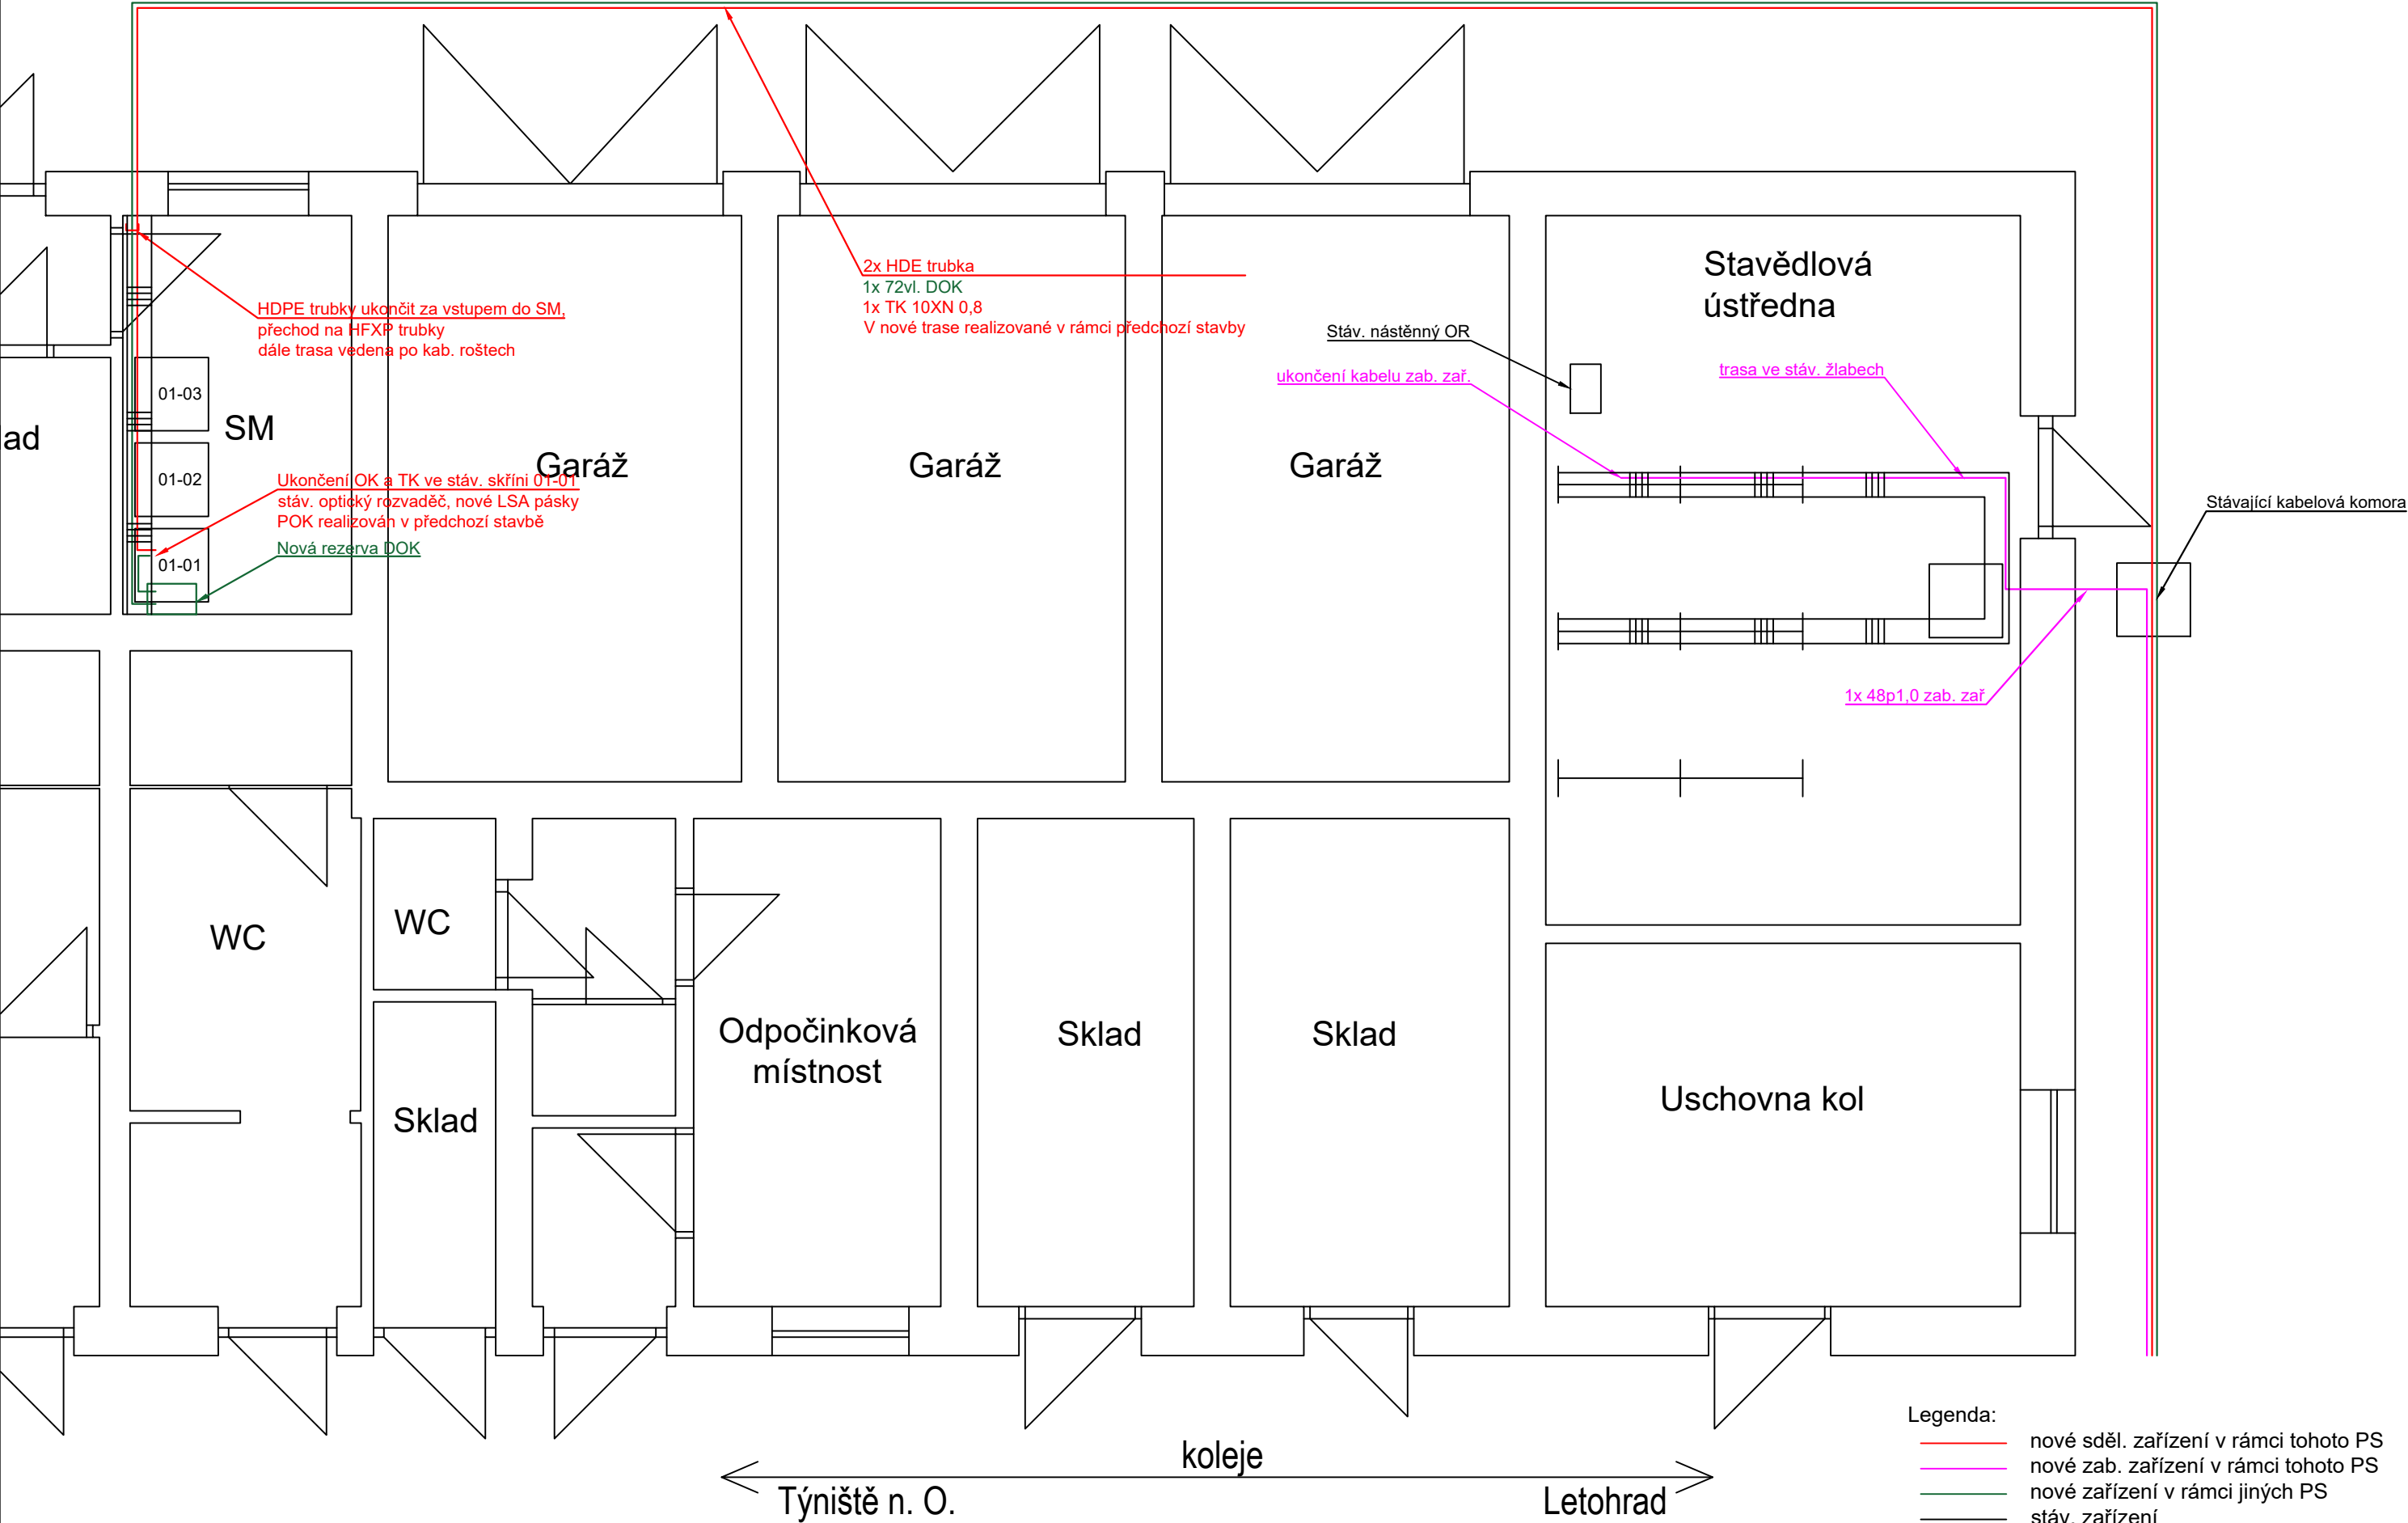 2x HDE trubka
1x 72vl. DOK
1x TK 10XN 0,8
V nové trase realizované v rámci předchozí stavby
Stavědlová
ústředna
HDPE trubky ukončit za vstupem do SM,
přechod na HFXP trubky
dále trasa vedena po kab. roštech
Stáv. nástěnný OR
ukončení kabelu zab. zař.
trasa ve stáv. žlabech
01-03
SM
lad
Garáž
Garáž
Garáž
01-02
Ukončení OK a TK ve stáv. skříni 01-01
stáv. optický rozvaděč, nové LSA pásky
POK realizován v předchozí stavbě
Nová rezerva DOK
01-01
Stávající kabelová komora
1x 48p1,0 zab. zař
WC
WC
Odpočinková
místnost
Sklad
Sklad
Sklad
Uschovna kol
koleje
Týniště n. O.
Letohrad
Legenda:
nové sděl. zařízení v rámci tohoto PS
nové zab. zařízení v rámci tohoto PS
nové zařízení v rámci jiných PS
stáv. zařízení